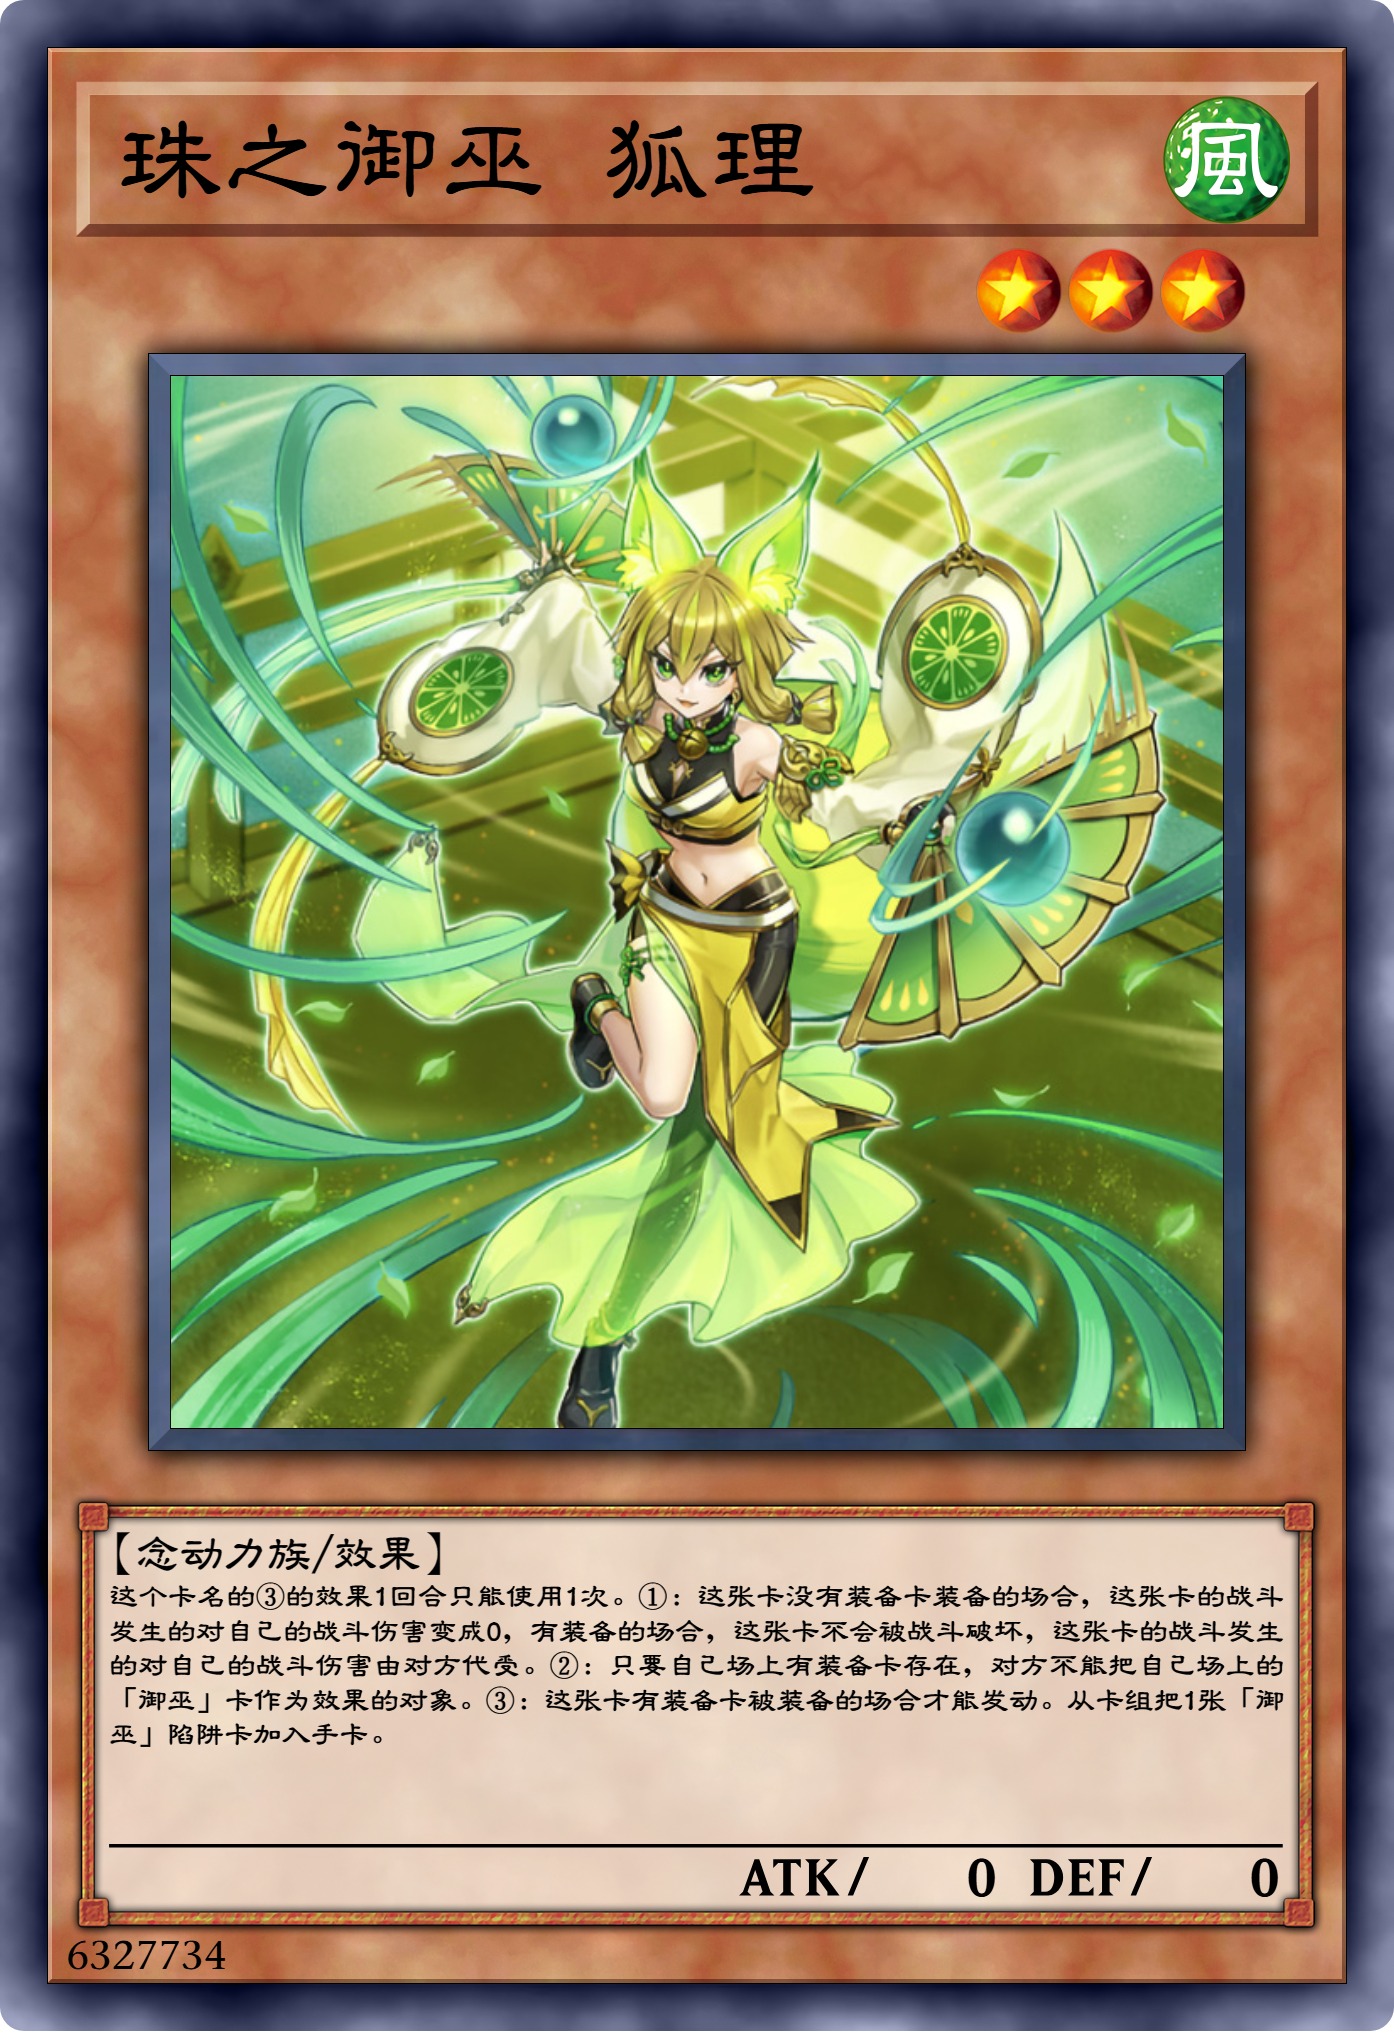 珠之御巫 狐理
風
【念动力族/效果】
这个卡名的③的效果1回合只能使用1次。①：这张卡没有装备卡装备的场合，这张卡的战斗
发生的对自己的战斗伤害变成0，有装备的场合，这张卡不会被战斗破坏，这张卡的战斗发生
的对自己的战斗伤害由对方代受。②：只要自己场上有装备卡存在，对方不能把自己场上的
「御巫」卡作为效果的对象。③：这张卡有装备卡被装备的场合才能发动。从卡组把1张「御
巫」陷阱卡加入手卡。
ATK/ 0 DEF/ 0
6327734